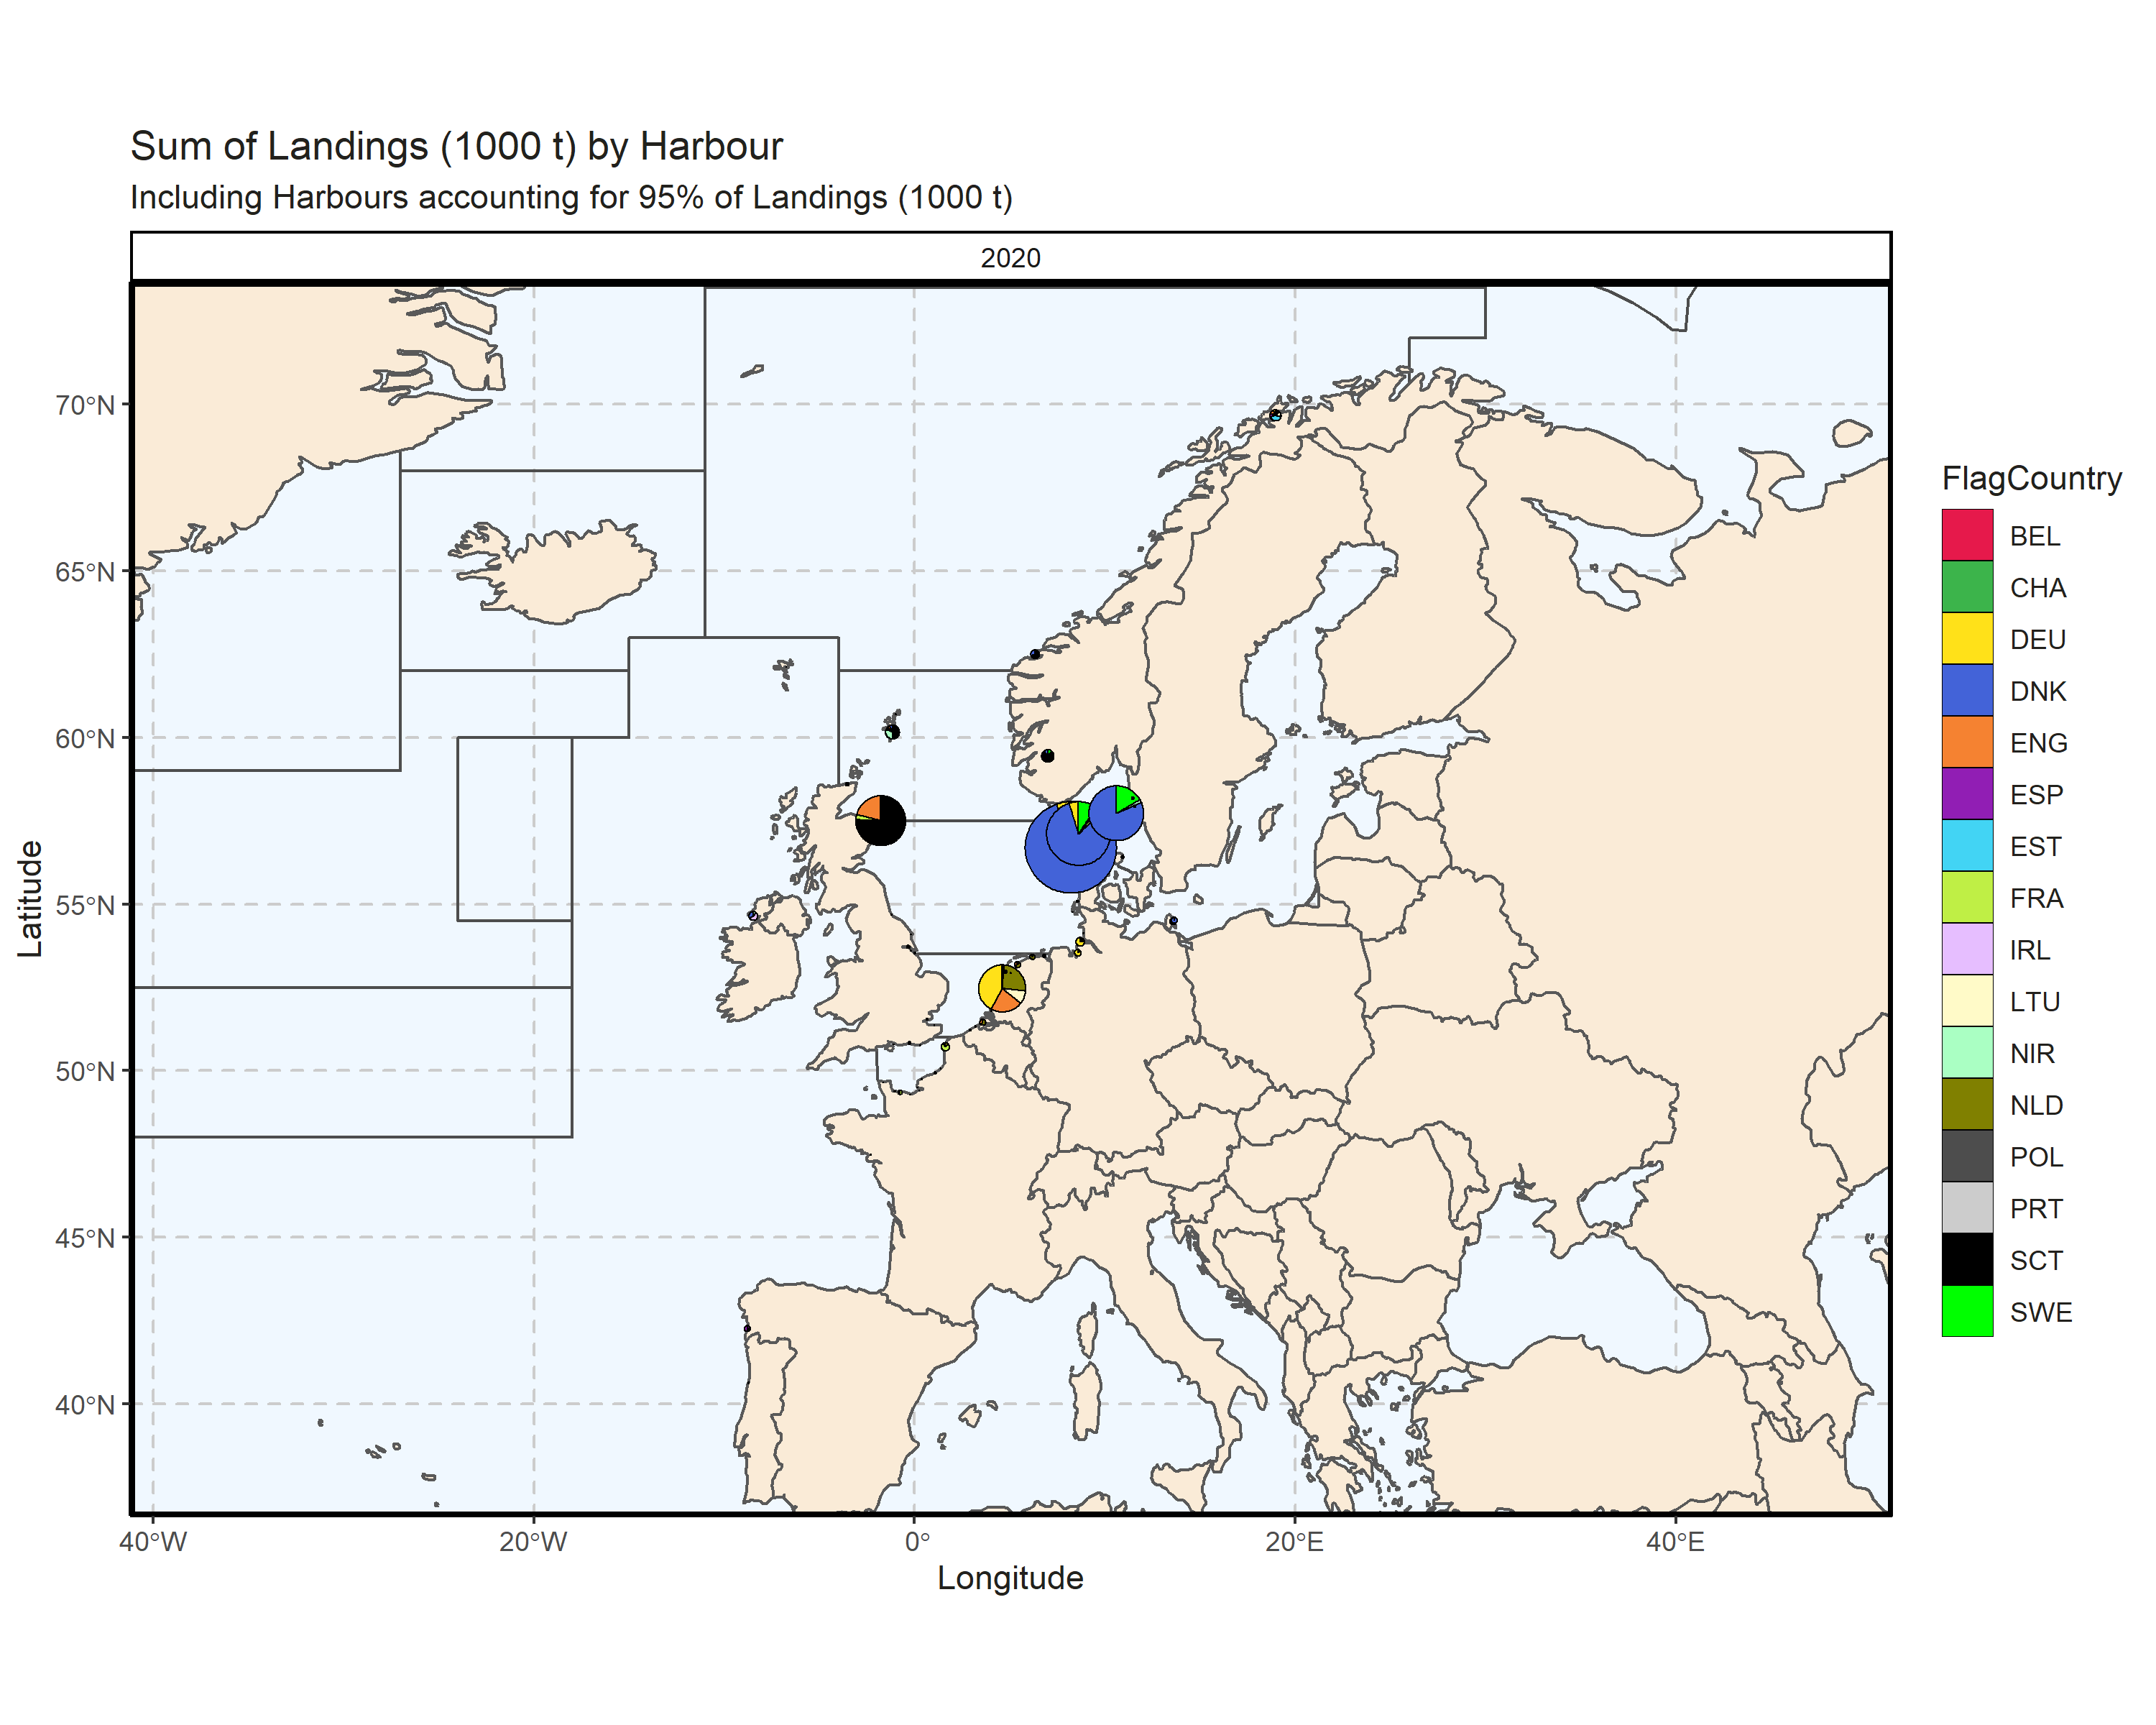 Sum of Landings (1000 t) by Harbour
Including Harbours accounting for 95% of Landings (1000 t)
2020
70°N
65°N
60°N
55°N
50°N
45°N
40°N
Latitude
40°W
20°W
0°
20°E
40°E
Longitude
FlagCountry
BEL
CHA
DEU
DNK
ENG
ESP
EST
FRA
IRL
LTU
NIR
NLD
POL
PRT
SCT
SWE